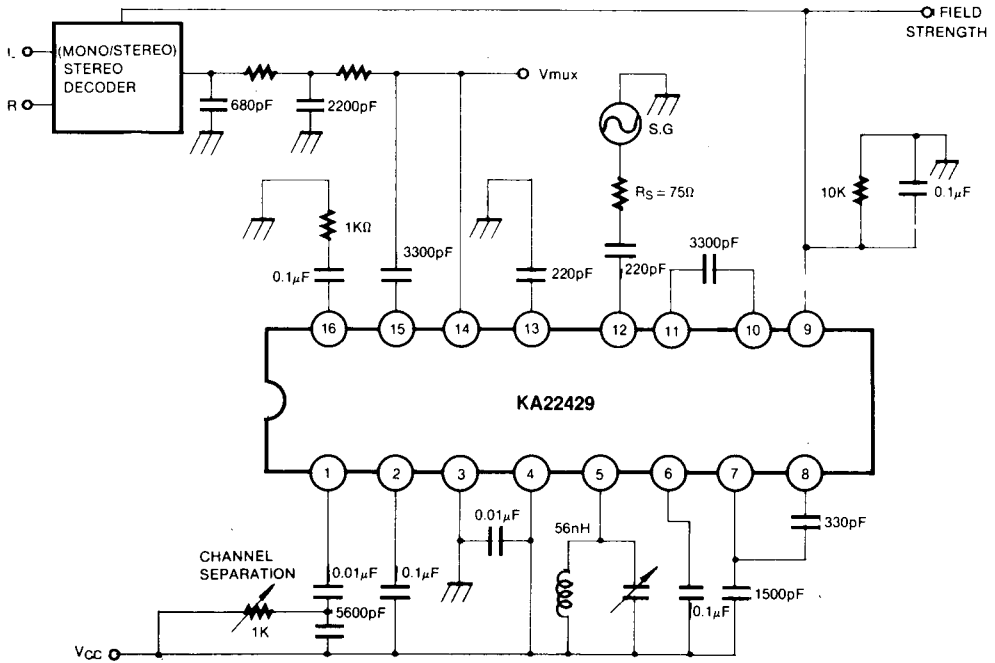 FIELD
STRENGTH
(MONO/STEREO)
STEREO
DECODER
R
680pF
2200pF
Vmux
S.G
RS = 75Ω
10K
0.1μF
1KΩ
0.1μF
3300pF
220pF
220pF
3300pF
16
15
14
13
12
11
10
9
KA22429
1
2
3
4
5
6
7
8
0.01μF
56nH
330pF
CHANNEL
SEPARATION
0.01μF
0.1μF
0.1μF
1500pF
5600pF
1K
VCC